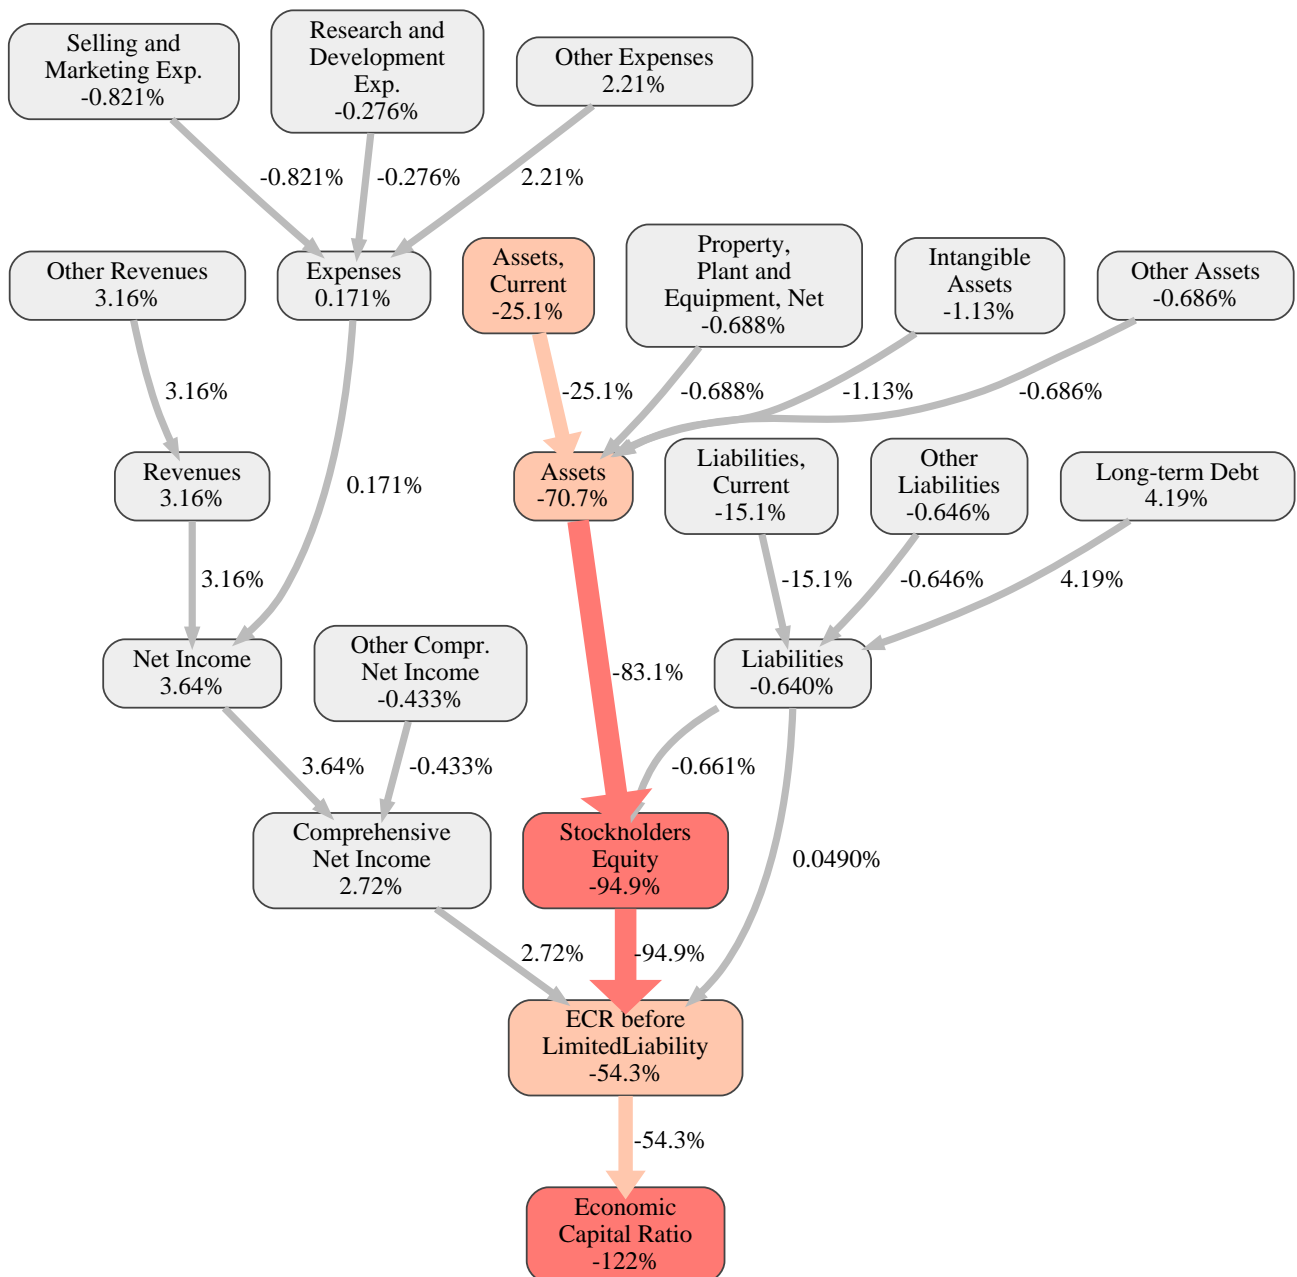 Selling and
Marketing Exp.
-0.821%
Research and
Development
Exp.
-0.276%
Other Expenses
2.21%
-0.821%
-0.276%
2.21%
Other Revenues
3.16%
Expenses
0.171%
Assets,
Current
-25.1%
Property,
Plant and
Equipment, Net
-0.688%
Intangible
Assets
-1.13%
Other Assets
-0.686%
3.16%
-25.1%
-0.688%
-1.13%
-0.686%
Revenues
3.16%
0.171%
Assets
-70.7%
Liabilities,
Current
-15.1%
Other
Liabilities
-0.646%
Long-term Debt
4.19%
3.16%
-15.1%
-0.646%
4.19%
Net Income
3.64%
Other Compr.
Net Income
-0.433%
-83.1%
Liabilities
-0.640%
3.64%
-0.433%
-0.661%
Comprehensive
Net Income
2.72%
Stockholders
Equity
-94.9%
0.0490%
2.72%
-94.9%
ECR before
LimitedLiability
-54.3%
-54.3%
Economic
Capital Ratio
-122%